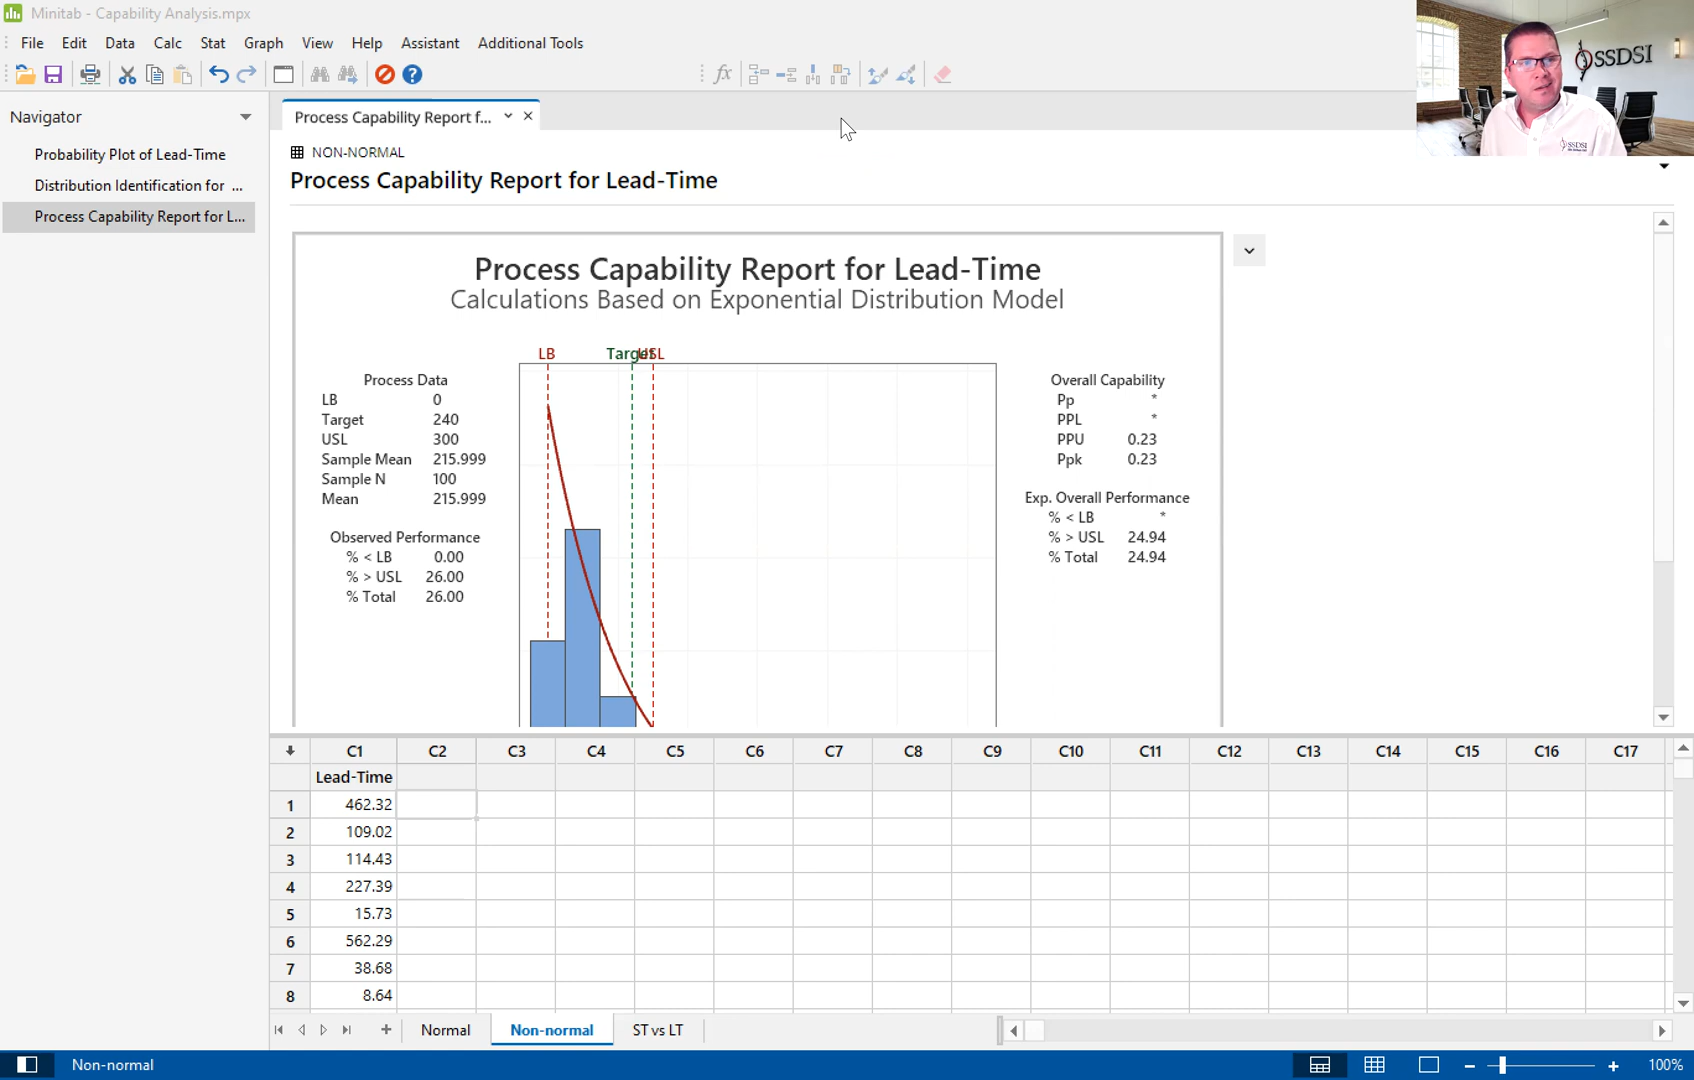 Minitab - Capability Analysis.mpx
File Edit Data Calc Stat Graph View Help Assistant Additional Tools
SSDSI
SSDSI
Navigator
Probability Plot of Lead-Time
Distribution Identification for ...
Process Capability Report for L...
Process Capability Report f...
NON-NORMAL
Process Capability Report for Lead-Time
Process Capability Report for Lead-Time
Calculations Based on Exponential Distribution Model
LB Target USL
Process Data
LB 0
Target 240
USL 300
Sample Mean 215.999
Sample N 100
Mean 215.999
Observed Performance
% < LB 0.00
% > USL 26.00
% Total 26.00
Overall Capability
Pp *
PPL *
PPU 0.23
Ppk 0.23
Exp. Overall Performance
% < LB *
% > USL 24.94
% Total 24.94
C1 C2 C3 C4 C5 C6 C7 C8 C9 C10 C11 C12 C13 C14 C15 C16 C17
Lead-Time
1 462.32
2 109.02
3 114.43
4 227.39
5 15.73
6 562.29
7 38.68
8 8.64
+ Normal Non-normal ST vs LT
Non-normal
100%